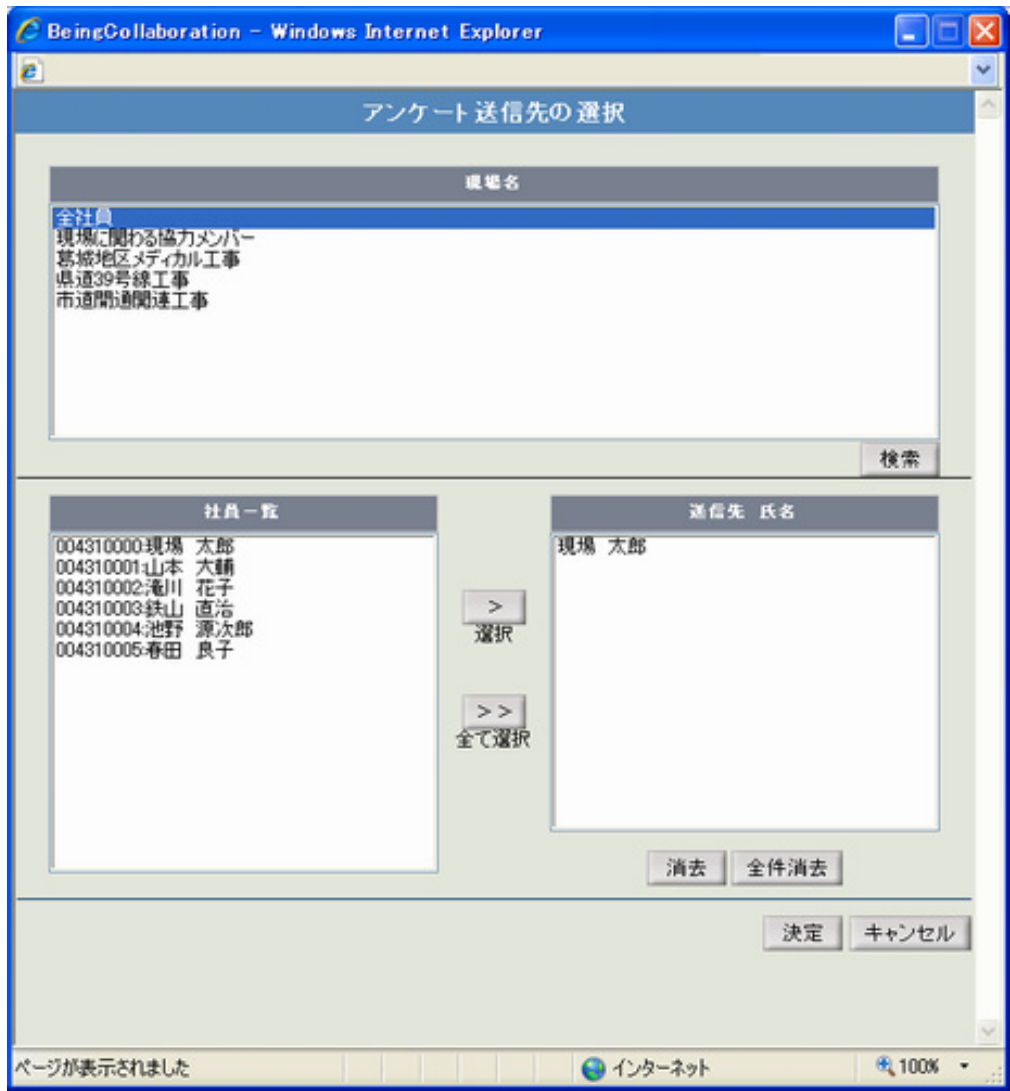 BeingCollaboration - Windows Internet Explorer
アンケート送信先の選択
現場名
全社員
現場に関わる協力メンバー
葛城地区メディカル工事
県道39号線工事
市道開通関連工事
検索
社員一覧
送信先 氏名
004310000:現場 太郎
004310001:山本 大輔
004310002:滝川 花子
004310003:鉄山 直治
004310004:池野 源次郎
004310005:春田 良子
現場 太郎
>
選択
>>
全て選択
消去 全件消去
決定 キャンセル
ページが表示されました インターネット 100%